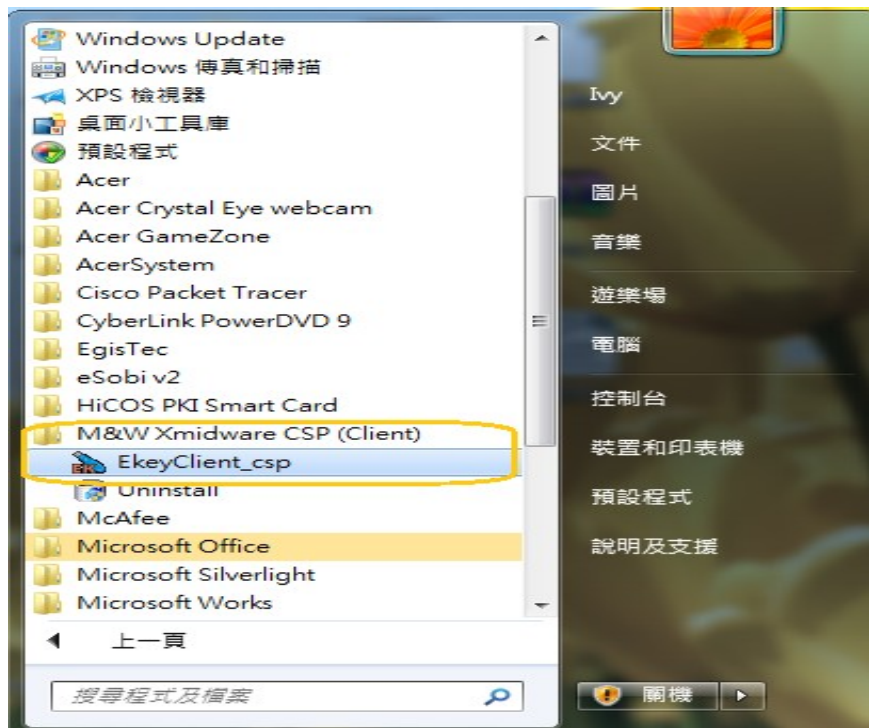 Windows Update
Windows 傳真和掃描
XPS 檢視器
桌面小工具庫
預設程式
Acer
Acer Crystal Eye webcam
Acer GameZone
AcerSystem
Cisco Packet Tracer
CyberLink PowerDVD 9
EgisTec
eSobi v2
HiCOS PKI Smart Card
M&W Xmidware CSP (Client)
EkeyClient_csp
Uninstall
McAfee
Microsoft Office
Microsoft Silverlight
Microsoft Works
上一頁
搜尋程式及檔案
Ivy
文件
圖片
音樂
遊樂場
電腦
控制台
裝置和印表機
預設程式
說明及支援
關機